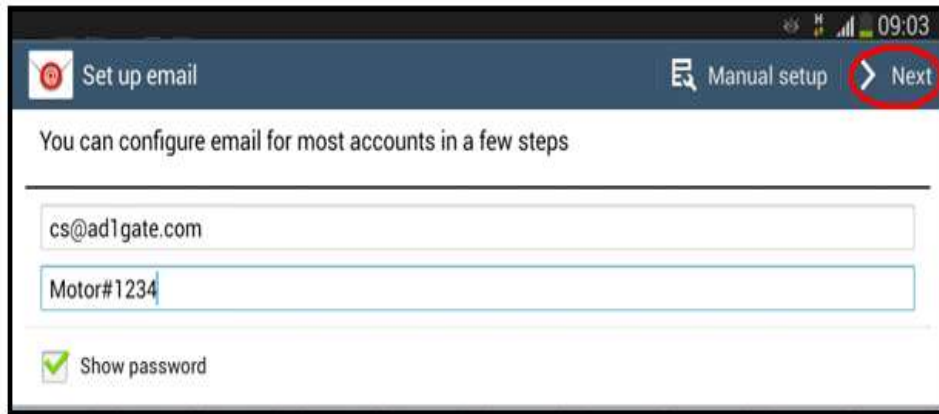 09:03
Set up email Manual setup Next
You can configure email for most accounts in a few steps
cs@ad1gate.com
Motor#1234
Show password